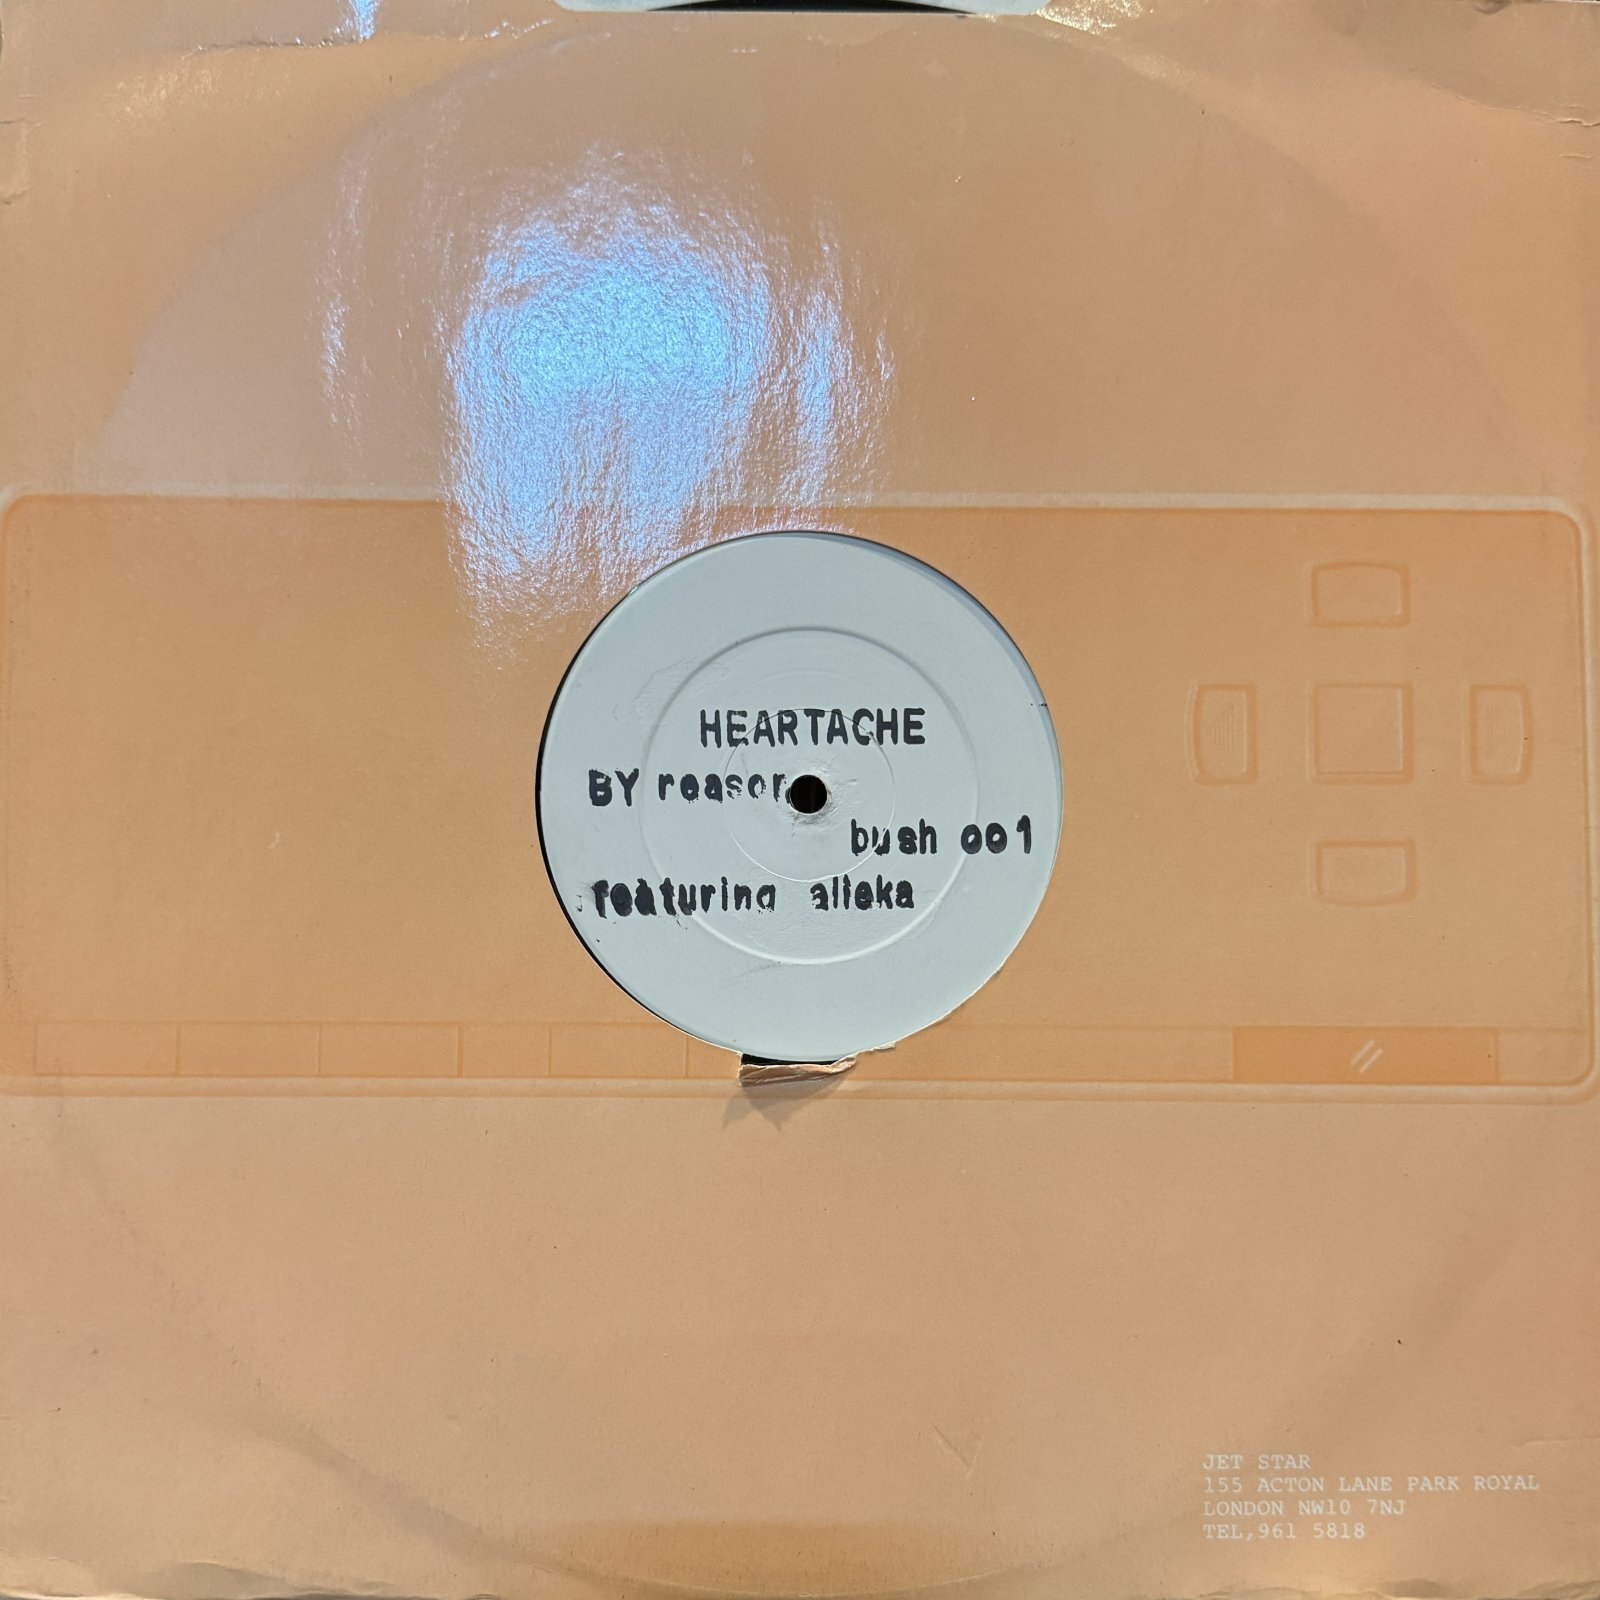 HEARTACHE
BY reason
bush 001
featuring alieka
JET STAR
155 ACTON LANE PARK ROYAL
LONDON NW10 7NJ
TEL,961 5818